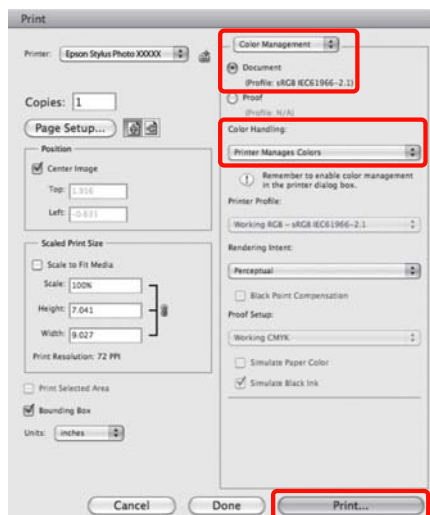 Print
Printer: Epson Stylus Photo XXXXX
Copies: 1
Page Setup...
Position
Center Image
Top: 1.956
Left: -0.835
Scaled Print Size
Scale to Fit Media
Scale: 100%
Height: 7.041
Width: 9.027
Print Resolution: 72 PPI
Print Selected Area
Bounding Box
Units: inches
Color Management
Document
(Profile: sRGB IEC61966-2.1)
Proof
(Profile: N/A)
Color Handling:
Printer Manages Colors
Remember to enable color management
in the printer dialog box.
Printer Profile:
Working RGB - sRGB IEC61966-2.1
Rendering Intent:
Perceptual
Black Point Compensation
Proof Setup:
Working CMYK
Simulate Paper Color
Simulate Black Ink
Cancel
Done
Print...